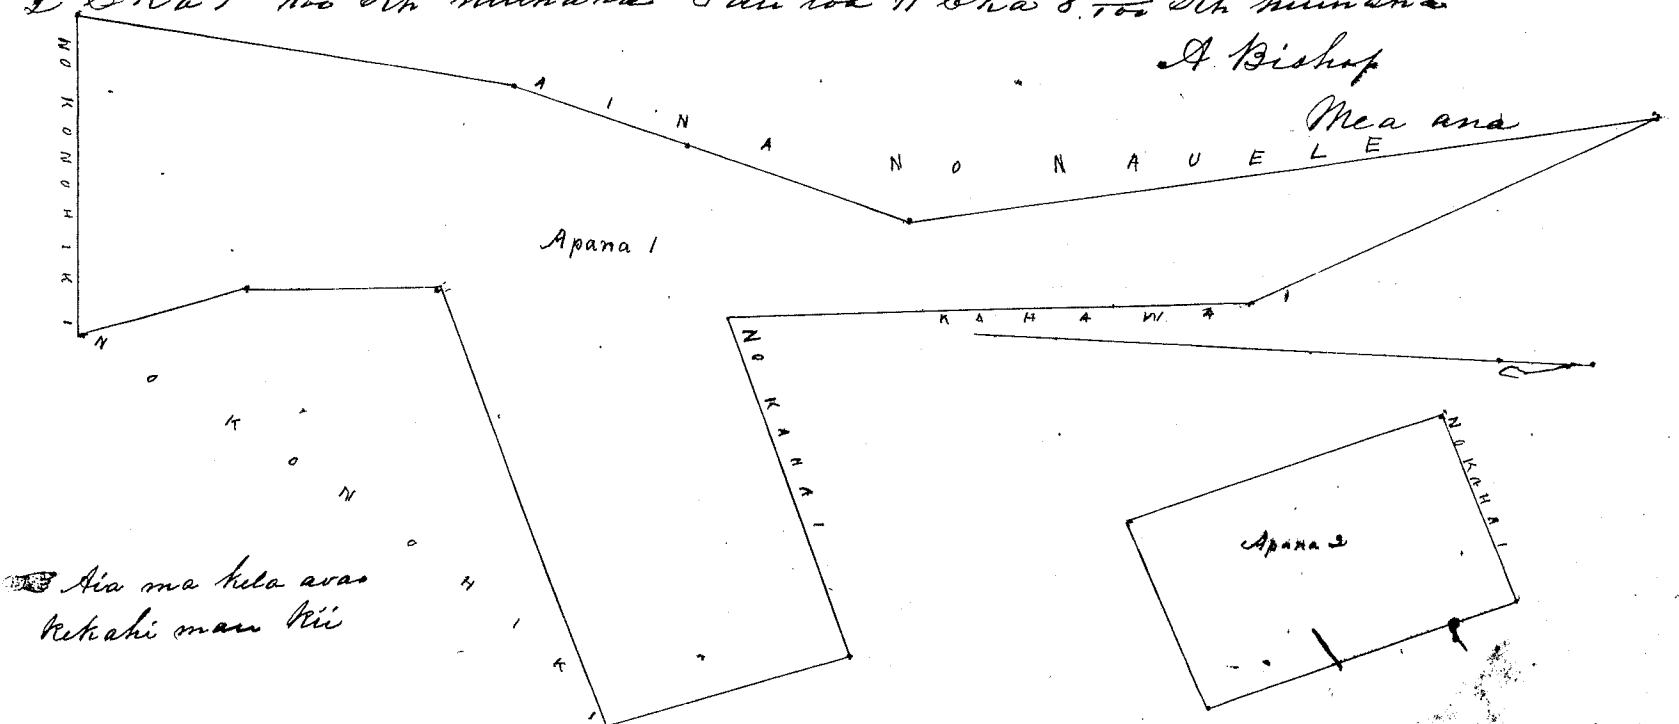 A. Bishop
Mea ana
NO KONOHIKI
AINA NO NAUELE
Apana 1
KAHAWAI
NO KAHAI
NO KONOHIKI
NO KAHAI
Apana 2
Aia ma kela aoao
kekahi mau kii